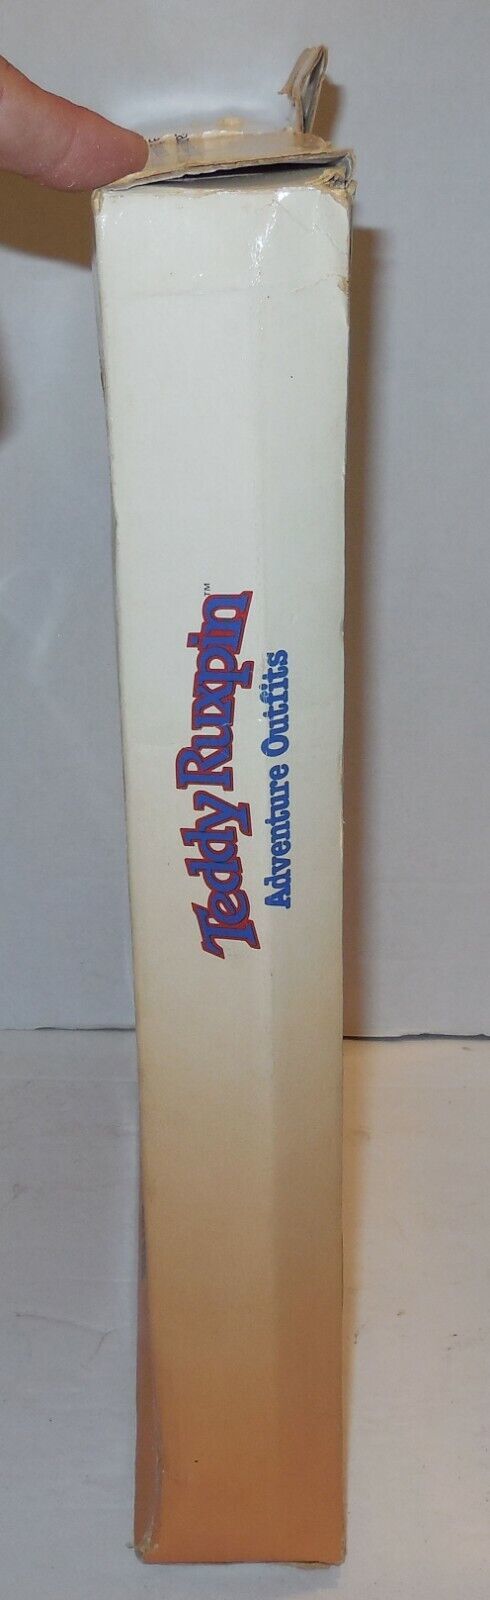 Teddy Ruxpin™
Adventure Outfits